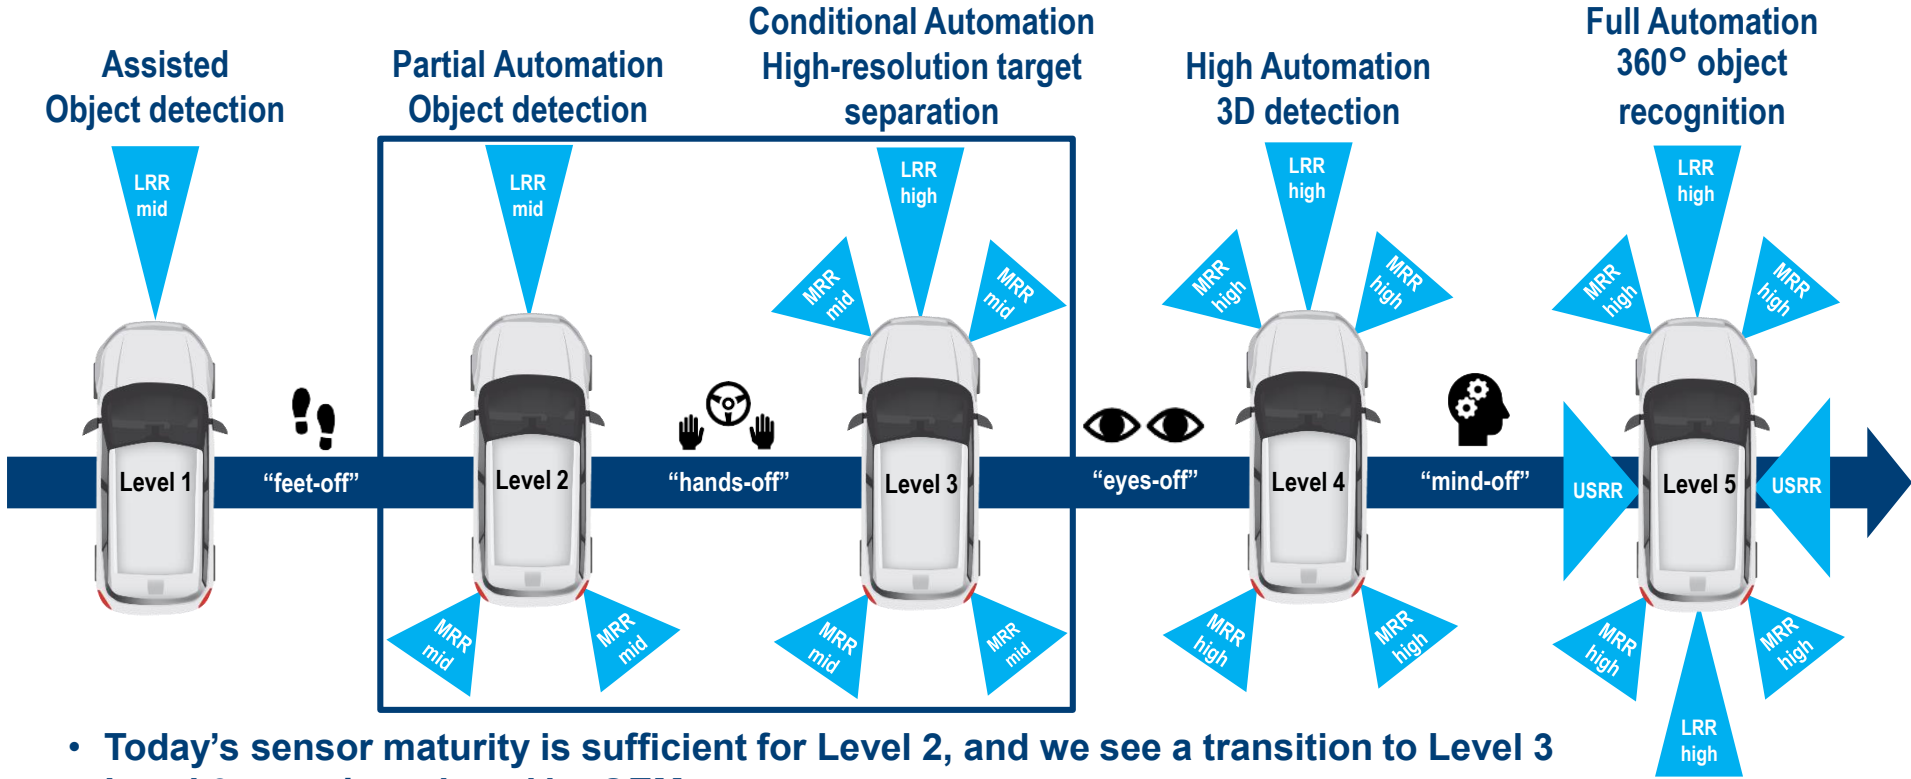 Assisted
Object detection
Partial Automation
Object detection
Conditional Automation
High-resolution target
separation
High Automation
3D detection
Full Automation
360° object
recognition
LRR
mid
LRR
mid
LRR
high
MRR
mid
MRR
mid
LRR
high
MRR
high
MRR
high
LRR
high
MRR
high
MRR
high
Level 1
“feet-off”
Level 2
“hands-off”
Level 3
“eyes-off”
Level 4
“mind-off”
USRR
Level 5
USRR
MRR
mid
MRR
mid
MRR
mid
MRR
mid
MRR
high
MRR
high
MRR
high
MRR
high
LRR
high
• Today’s sensor maturity is sufficient for Level 2, and we see a transition to Level 3